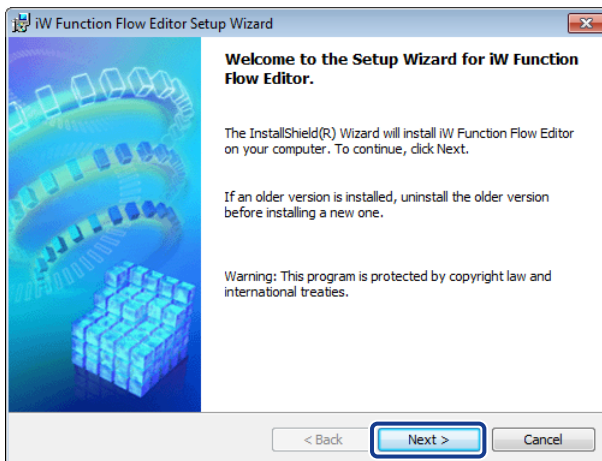 iW Function Flow Editor Setup Wizard
Welcome to the Setup Wizard for iW Function
Flow Editor.
The InstallShield(R) Wizard will install iW Function Flow Editor
on your computer. To continue, click Next.
If an older version is installed, uninstall the older version
before installing a new one.
Warning: This program is protected by copyright law and
international treaties.
< Back
Next >
Cancel